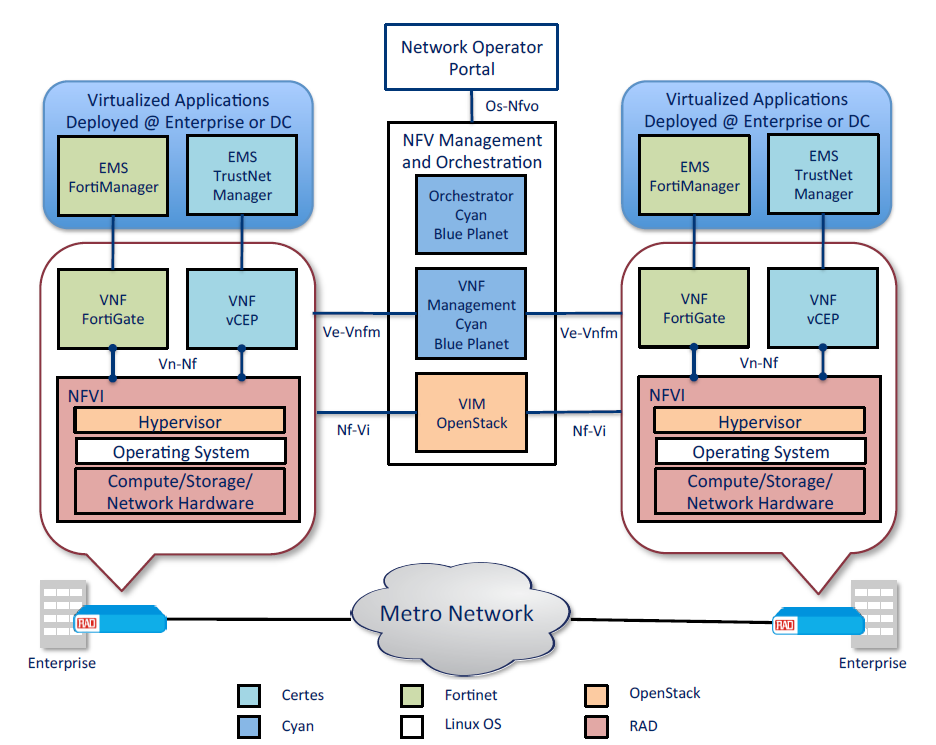 Network Operator
Portal
Os-Nfvo
Virtualized Applications
Deployed @ Enterprise or DC
EMS
FortiManager
EMS
TrustNet
Manager
VNF
FortiGate
VNF
vCEP
Vn-Nf
NFVI
Hypervisor
Operating System
Compute/Storage/
Network Hardware
NFV Management
and Orchestration
Orchestrator
Cyan
Blue Planet
VNF
Management
Cyan
Blue Planet
VIM
OpenStack
Ve-Vnfm
Nf-Vi
Ve-Vnfm
Nf-Vi
Virtualized Applications
Deployed @ Enterprise or DC
EMS
FortiManager
EMS
TrustNet
Manager
VNF
FortiGate
VNF
vCEP
Vn-Nf
NFVI
Hypervisor
Operating System
Compute/Storage/
Network Hardware
RAD
Enterprise
Metro Network
RAD
Enterprise
Certes
Fortinet
OpenStack
Cyan
Linux OS
RAD